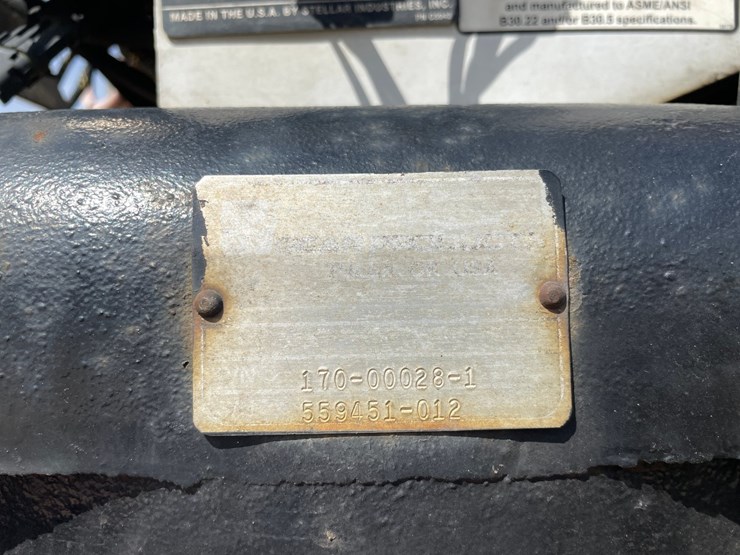 MADE IN THE U.S.A. BY STELLAR INDUSTRIES, INC.
and manufactured to ASME/ANSI
B30.22 and/or B30.5 specifications.
170-00028-1
559451-012